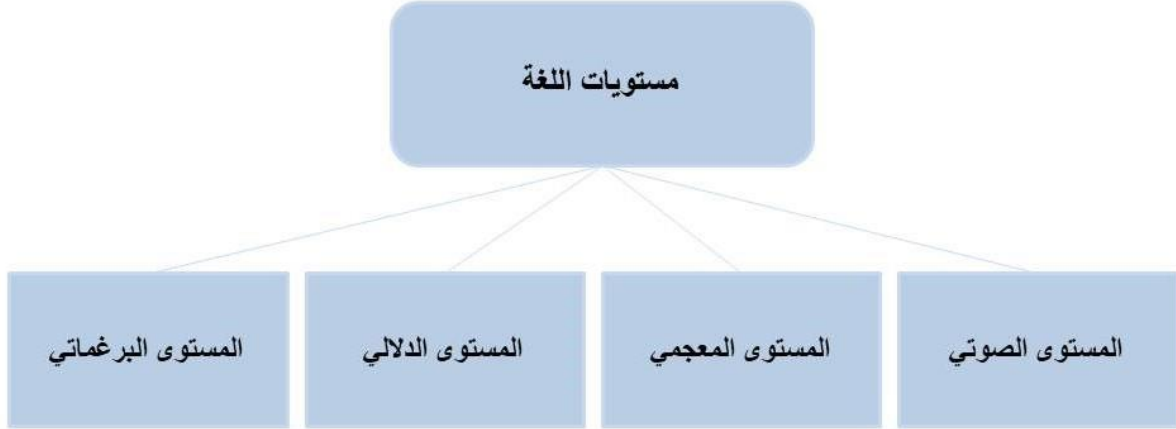 مستويات اللغة
المستوى الصوتي
المستوى المعجمي
المستوى الدلالي
المستوى البرغماتي